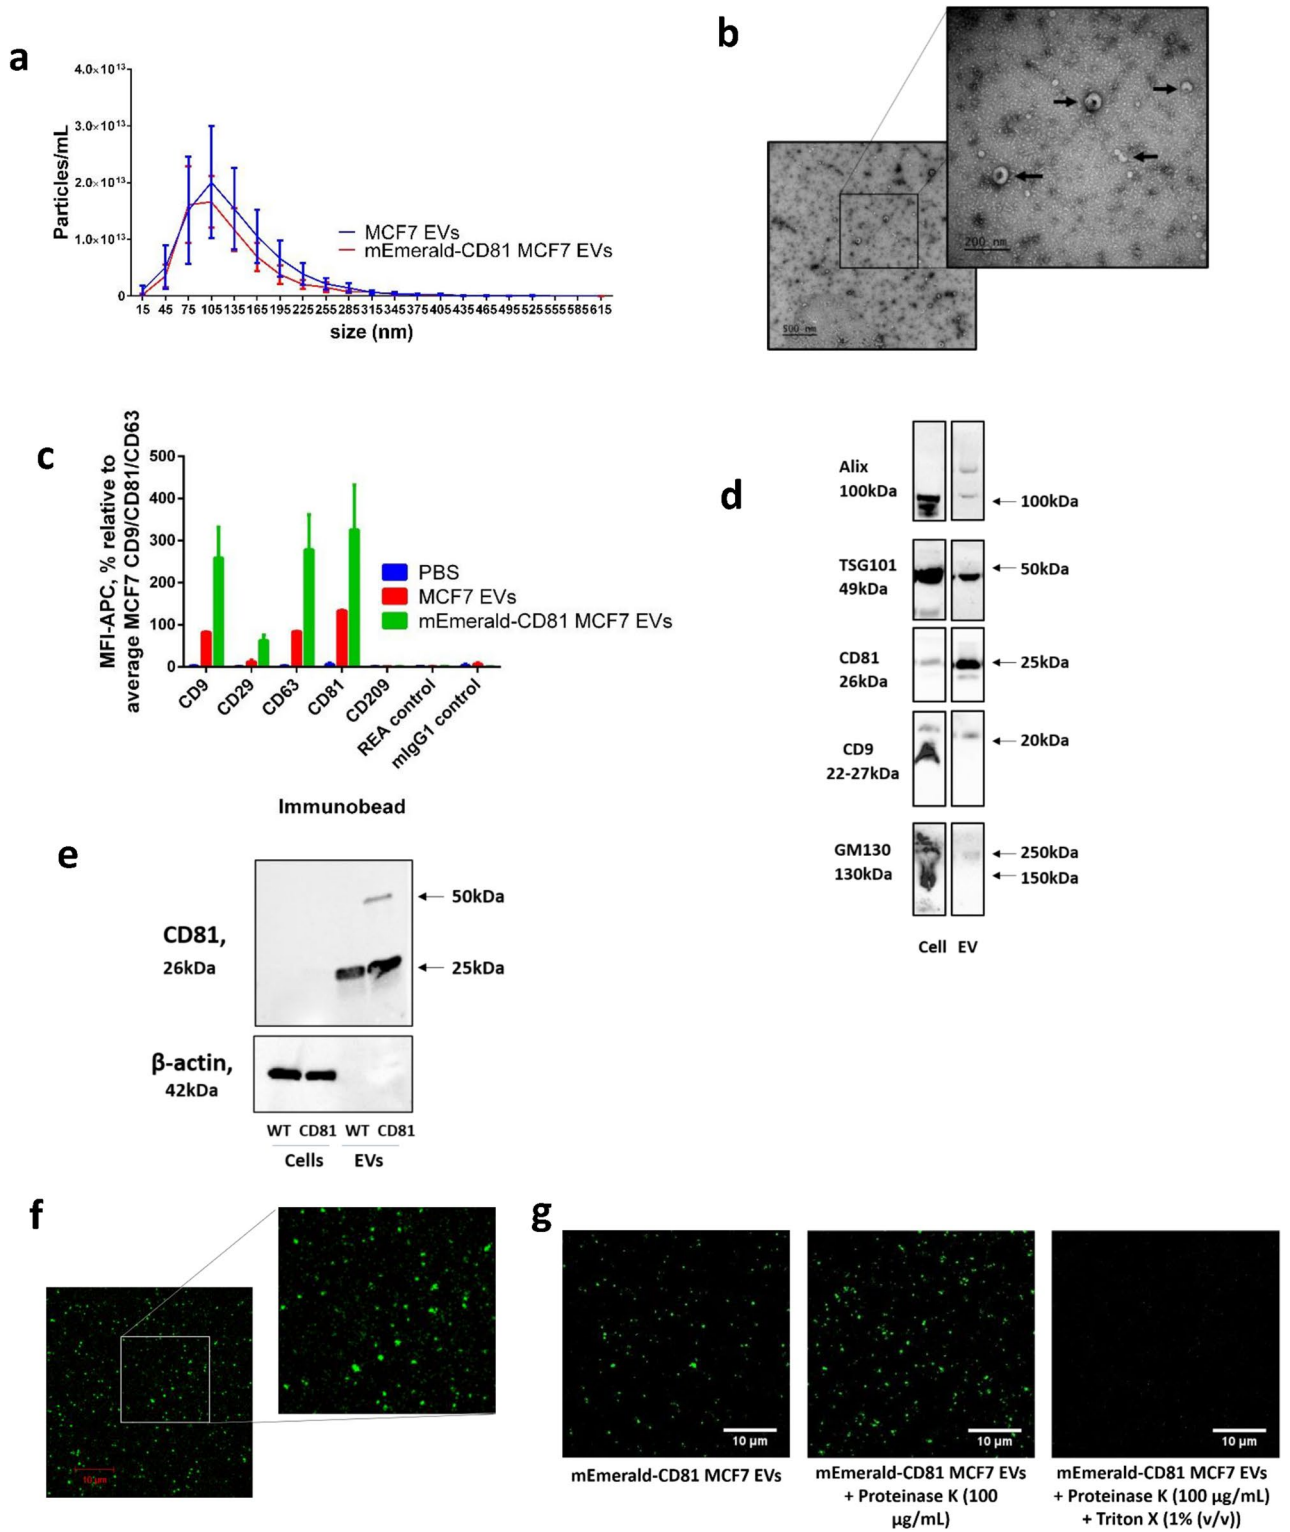 a
4.0×10¹³
3.0×10¹³
2.0×10¹³
1.0×10¹³
0
Particles/mL
MCF7 EVs
mEmerald-CD81 MCF7 EVs
15 45 75 105 135 165 195 225 255 285 315 345 375 405 435 465 495 525 555 585 615
size (nm)
b
500 nm
200 nm
c
MFI-APC, % relative to
average MCF7 CD9/CD81/CD63
500
400
300
200
100
0
PBS
MCF7 EVs
mEmerald-CD81 MCF7 EVs
CD9
CD29
CD63
CD81
CD209
REA control
mIgG1 control
Immunobead
d
Alix
100kDa
100kDa
TSG101
49kDa
50kDa
CD81
26kDa
25kDa
CD9
22-27kDa
20kDa
GM130
130kDa
250kDa
150kDa
Cell EV
e
CD81,
26kDa
50kDa
25kDa
β-actin,
42kDa
WT CD81 WT CD81
Cells EVs
f
10 µm
g
10 µm
10 µm
10 µm
mEmerald-CD81 MCF7 EVs
mEmerald-CD81 MCF7 EVs
+ Proteinase K (100
µg/mL)
mEmerald-CD81 MCF7 EVs
+ Proteinase K (100 µg/mL)
+ Triton X (1% (v/v))